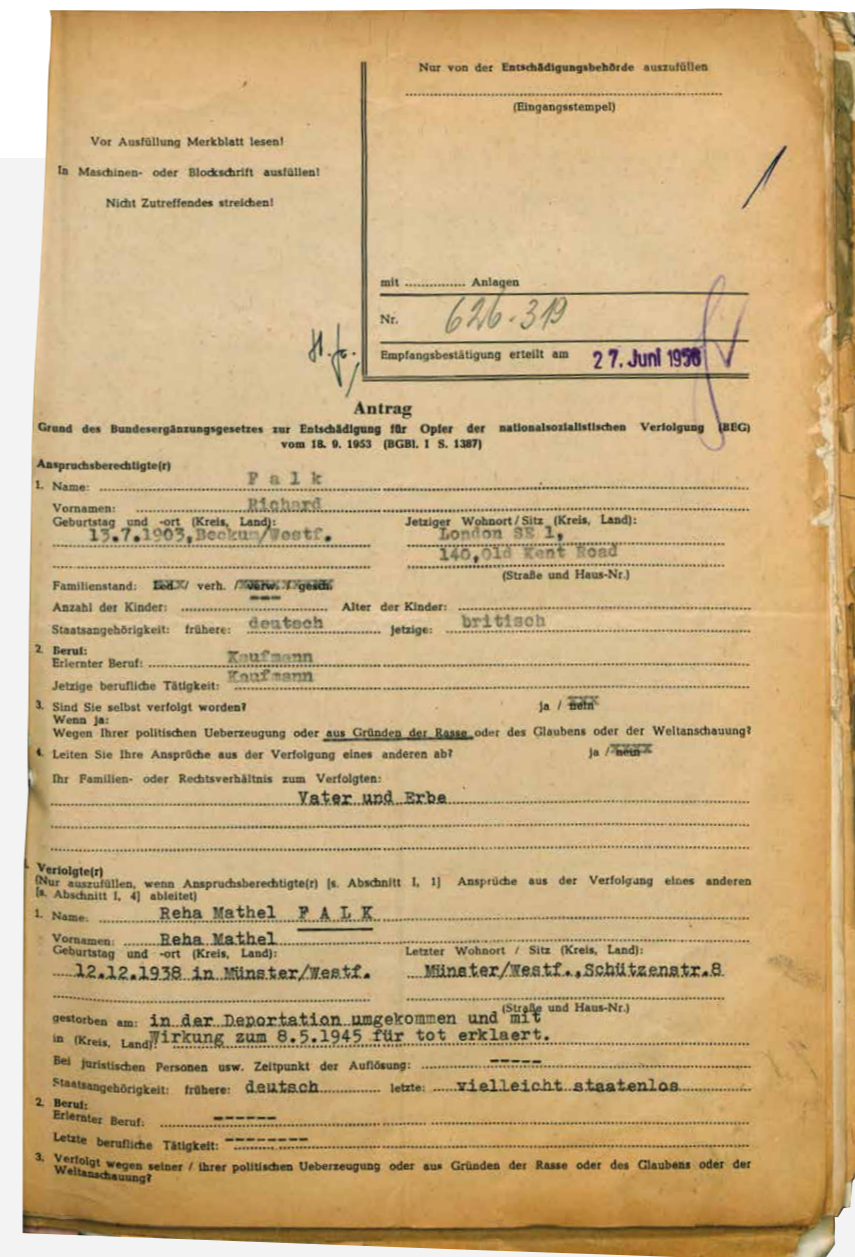 Nur von der Entschädigungsbehörde auszufüllen
(Eingangsstempel)
Vor Ausfüllung Merkblatt lesen!
In Maschinen- oder Blockschrift ausfüllen!
Nicht Zutreffendes streichen!
1
mit ............... Anlagen
Nr. 626.319
Empfangsbestätigung erteilt am 27. Juni 1956
Antrag
Grund des Bundesergänzungsgesetzes zur Entschädigung für Opfer der nationalsozialistischen Verfolgung (BEG)
vom 18. 9. 1953 (BGBl. I S. 1387)
Anspruchsberechtigte(r)
1. Name: Falk
Vornamen: Richard
Geburtstag und -ort (Kreis, Land): Jetziger Wohnort / Sitz (Kreis, Land):
13.7.1903, Beckum/Westf. London SE 1,
140, Old Kent Road
(Straße und Haus-Nr.)
Familienstand: led. / verh. / verw. / gesch.
Anzahl der Kinder: --- Alter der Kinder:
Staatsangehörigkeit: frühere: deutsch jetzige: britisch
2. Beruf:
Erlernter Beruf: Kaufmann
Jetzige berufliche Tätigkeit: Kaufmann
3. Sind Sie selbst verfolgt worden? ja / nein
Wenn ja:
Wegen Ihrer politischen Ueberzeugung oder aus Gründen der Rasse oder des Glaubens oder der Weltanschauung?
4. Leiten Sie Ihre Ansprüche aus der Verfolgung eines anderen ab? ja / nein
Ihr Familien- oder Rechtsverhältnis zum Verfolgten:
Vater und Erbe
Verfolgte(r)
(Nur auszufüllen, wenn Anspruchsberechtigte(r) [s. Abschnitt I, 1] Ansprüche aus der Verfolgung eines anderen
[s. Abschnitt I, 4] ableitet)
1. Name: Reha Mathel FALK
Vornamen: Reha Mathel
Geburtstag und -ort (Kreis, Land): Letzter Wohnort / Sitz (Kreis, Land):
12.12.1938 in Münster/Westf. Münster/Westf., Schützenstr. 8
(Straße und Haus-Nr.)
gestorben am: in der Deportation umgekommen und mit
in (Kreis, Land) Wirkung zum 8.5.1945 für tot erklaert.
Bei juristischen Personen usw. Zeitpunkt der Auflösung: -----
Staatsangehörigkeit: frühere: deutsch letzte: vielleicht staatenlos
2. Beruf:
Erlernter Beruf: ------
Letzte berufliche Tätigkeit: --------
3. Verfolgt wegen seiner / ihrer politischen Ueberzeugung oder aus Gründen der Rasse oder des Glaubens oder der
Weltanschauung?